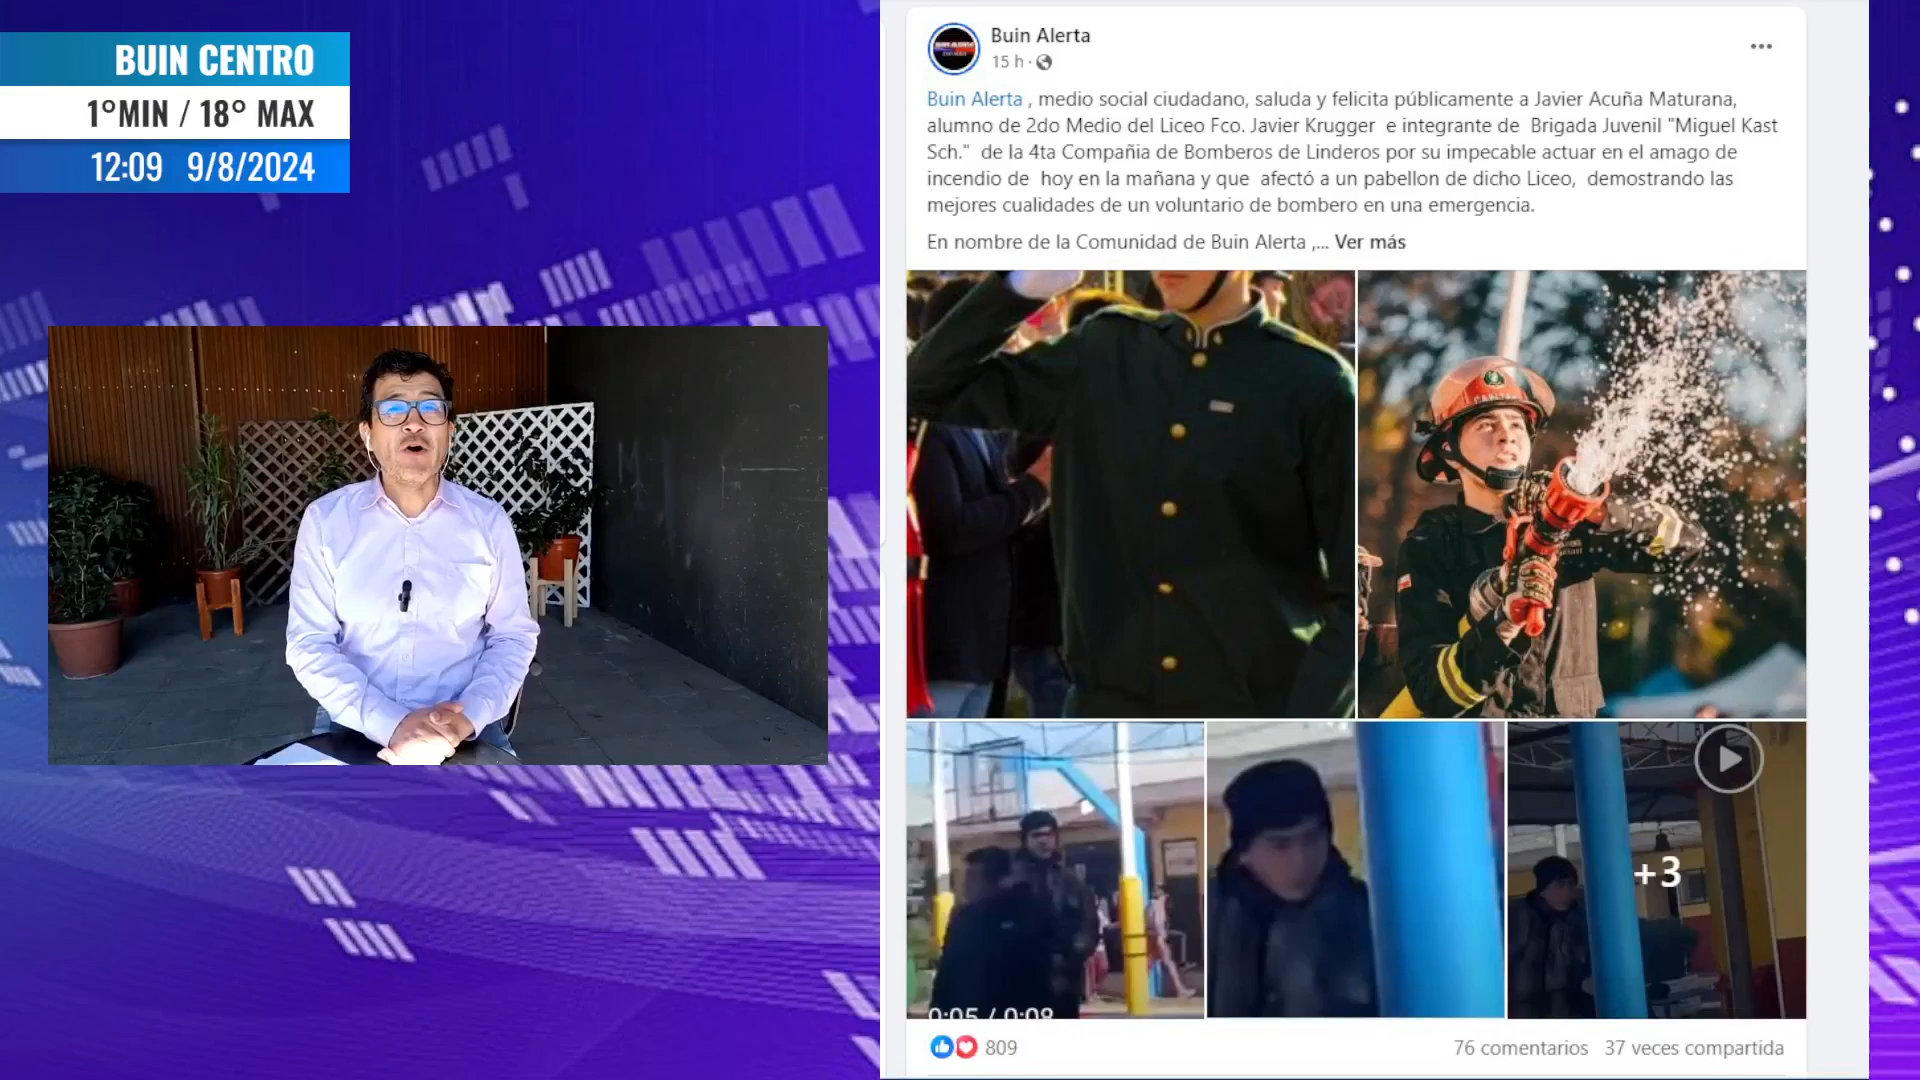 BUIN CENTRO
1°MIN / 18° MAX
12:09 9/8/2024
Buin Alerta
15 h ·
Buin Alerta , medio social ciudadano, saluda y felicita públicamente a Javier Acuña Maturana,
alumno de 2do Medio del Liceo Fco. Javier Krugger e integrante de Brigada Juvenil "Miguel Kast
Sch." de la 4ta Compañia de Bomberos de Linderos por su impecable actuar en el amago de
incendio de hoy en la mañana y que afectó a un pabellon de dicho Liceo, demostrando las
mejores cualidades de un voluntario de bombero en una emergencia.
En nombre de la Comunidad de Buin Alerta ,... Ver más
0:05 / 0:08
+3
809
76 comentarios 37 veces compartida